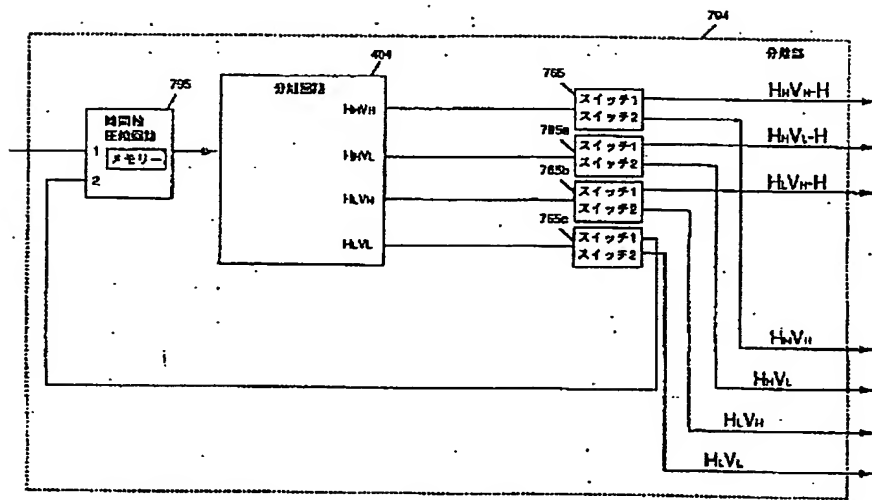 794
分離部
404
795
分離回路
765
時間軸
圧縮回路
1
メモリー
2
HHVH
HHVL
HLVH
HLVL
スイッチ1
スイッチ2
HHVH-H
765a
スイッチ1
スイッチ2
HHVL-H
765b
スイッチ1
スイッチ2
HLVH-H
765c
スイッチ1
スイッチ2
HHVH
HHVL
HLVH
HLVL